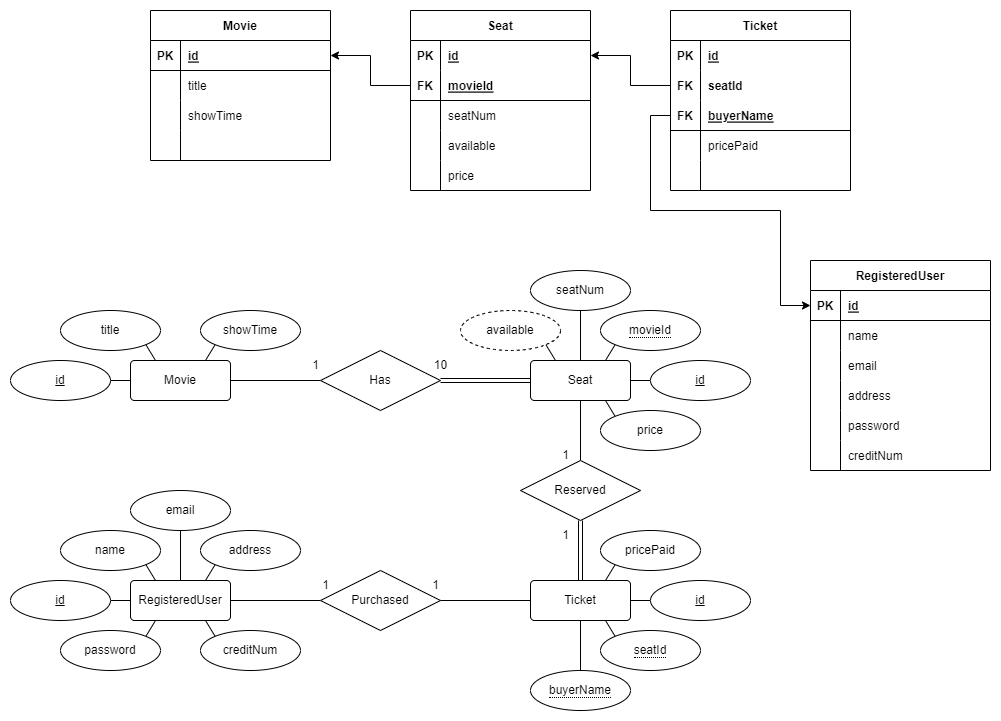 Movie
PK id
title
showTime
Seat
PK id
FK movieId
seatNum
available
price
Ticket
PK id
FK seatId
FK buyerName
pricePaid
RegisteredUser
PK id
name
email
address
password
creditNum
title
showTime
id
Movie
1
Has
10
seatNum
available
movieId
Seat
id
price
1
Reserved
1
email
name
address
id
RegisteredUser
password
creditNum
1
Purchased
1
pricePaid
Ticket
id
seatId
buyerName